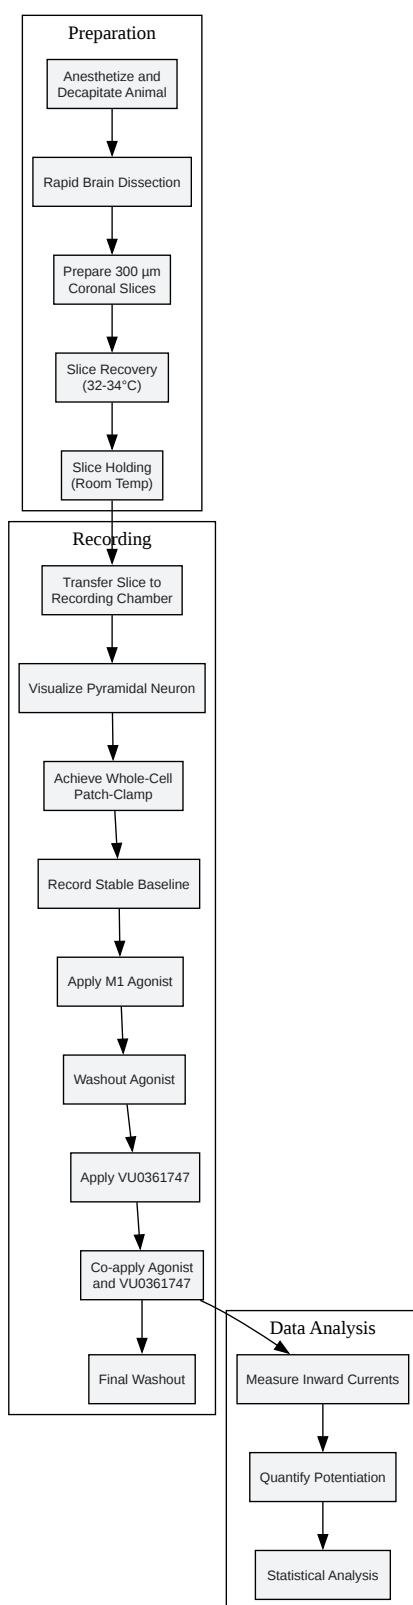 Preparation
Anesthetize and
Decapitate Animal
Rapid Brain Dissection
Prepare 300 µm
Coronal Slices
Slice Recovery
(32-34°C)
Slice Holding
(Room Temp)
Recording
Transfer Slice to
Recording Chamber
Visualize Pyramidal Neuron
Achieve Whole-Cell
Patch-Clamp
Record Stable Baseline
Apply M1 Agonist
Washout Agonist
Apply VU0361747
Co-apply Agonist
and VU0361747
Final Washout
Data Analysis
Measure Inward Currents
Quantify Potentiation
Statistical Analysis